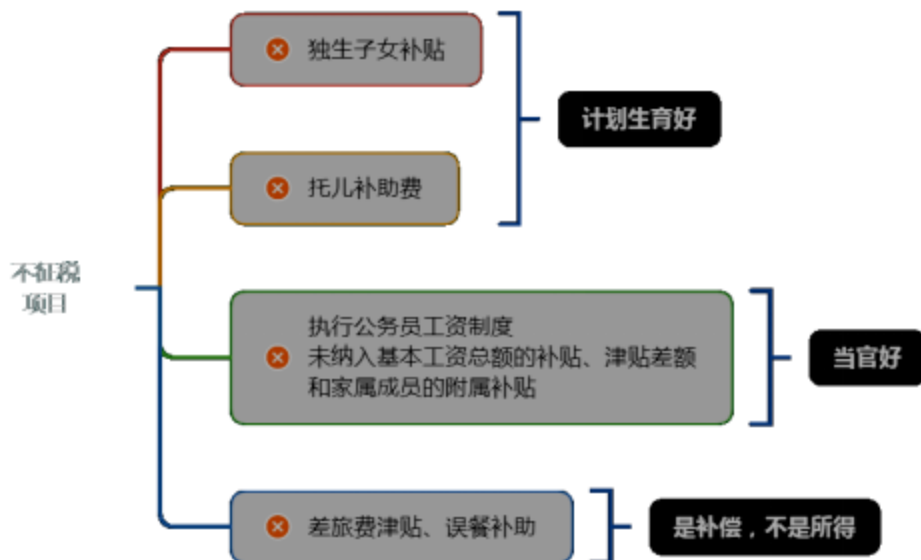 独生子女补贴
计划生育好
托儿补助费
不征税
项目
执行公务员工资制度
未纳入基本工资总额的补贴、津贴差额
和家属成员的附属补贴
当官好
差旅费津贴、误餐补助
是补偿，不是所得